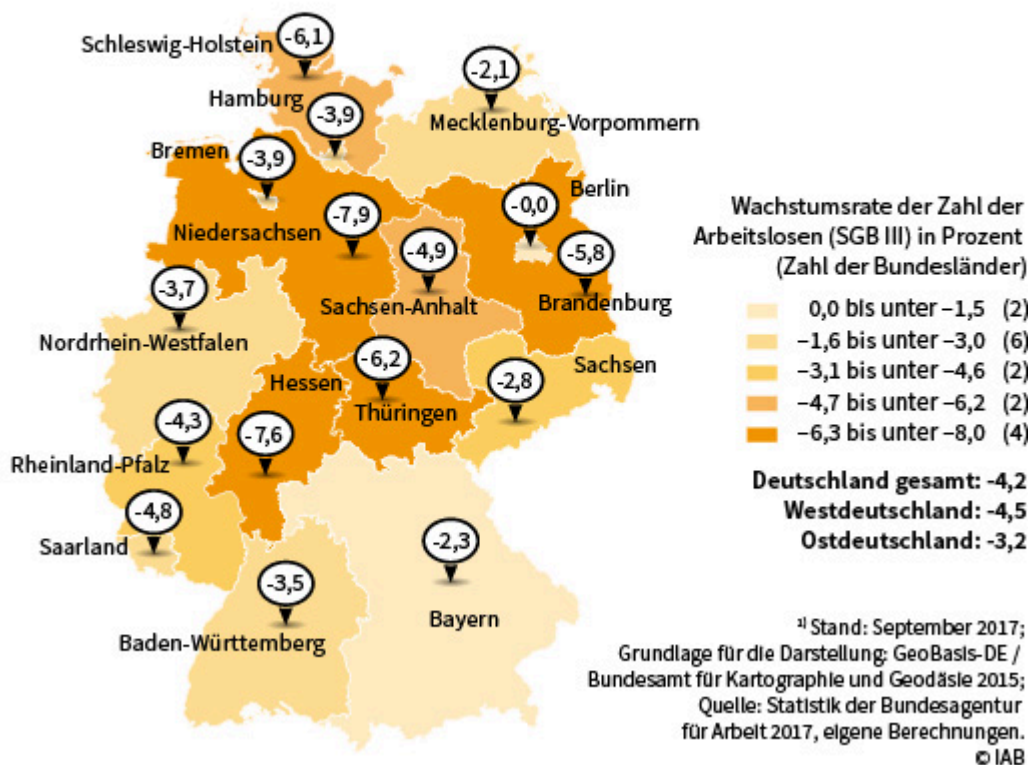 Schleswig-Holstein
-6,1
Hamburg
-3,9
-2,1
Mecklenburg-Vorpommern
Bremen
-3,9
Niedersachsen
-7,9
Berlin
-0,0
-5,8
Brandenburg
-4,9
Sachsen-Anhalt
-3,7
Nordrhein-Westfalen
Hessen
-7,6
-6,2
Thüringen
-2,8
Sachsen
-4,3
Rheinland-Pfalz
-4,8
Saarland
-3,5
Baden-Württemberg
-2,3
Bayern
Wachstumsrate der Zahl der
Arbeitslosen (SGB III) in Prozent
(Zahl der Bundesländer)
0,0 bis unter –1,5 (2)
–1,6 bis unter –3,0 (6)
–3,1 bis unter –4,6 (2)
–4,7 bis unter –6,2 (2)
–6,3 bis unter –8,0 (4)
Deutschland gesamt: -4,2
Westdeutschland: -4,5
Ostdeutschland: -3,2
¹⁾ Stand: September 2017;
Grundlage für die Darstellung: GeoBasis-DE /
Bundesamt für Kartographie und Geodäsie 2015;
Quelle: Statistik der Bundesagentur
für Arbeit 2017, eigene Berechnungen.
© IAB